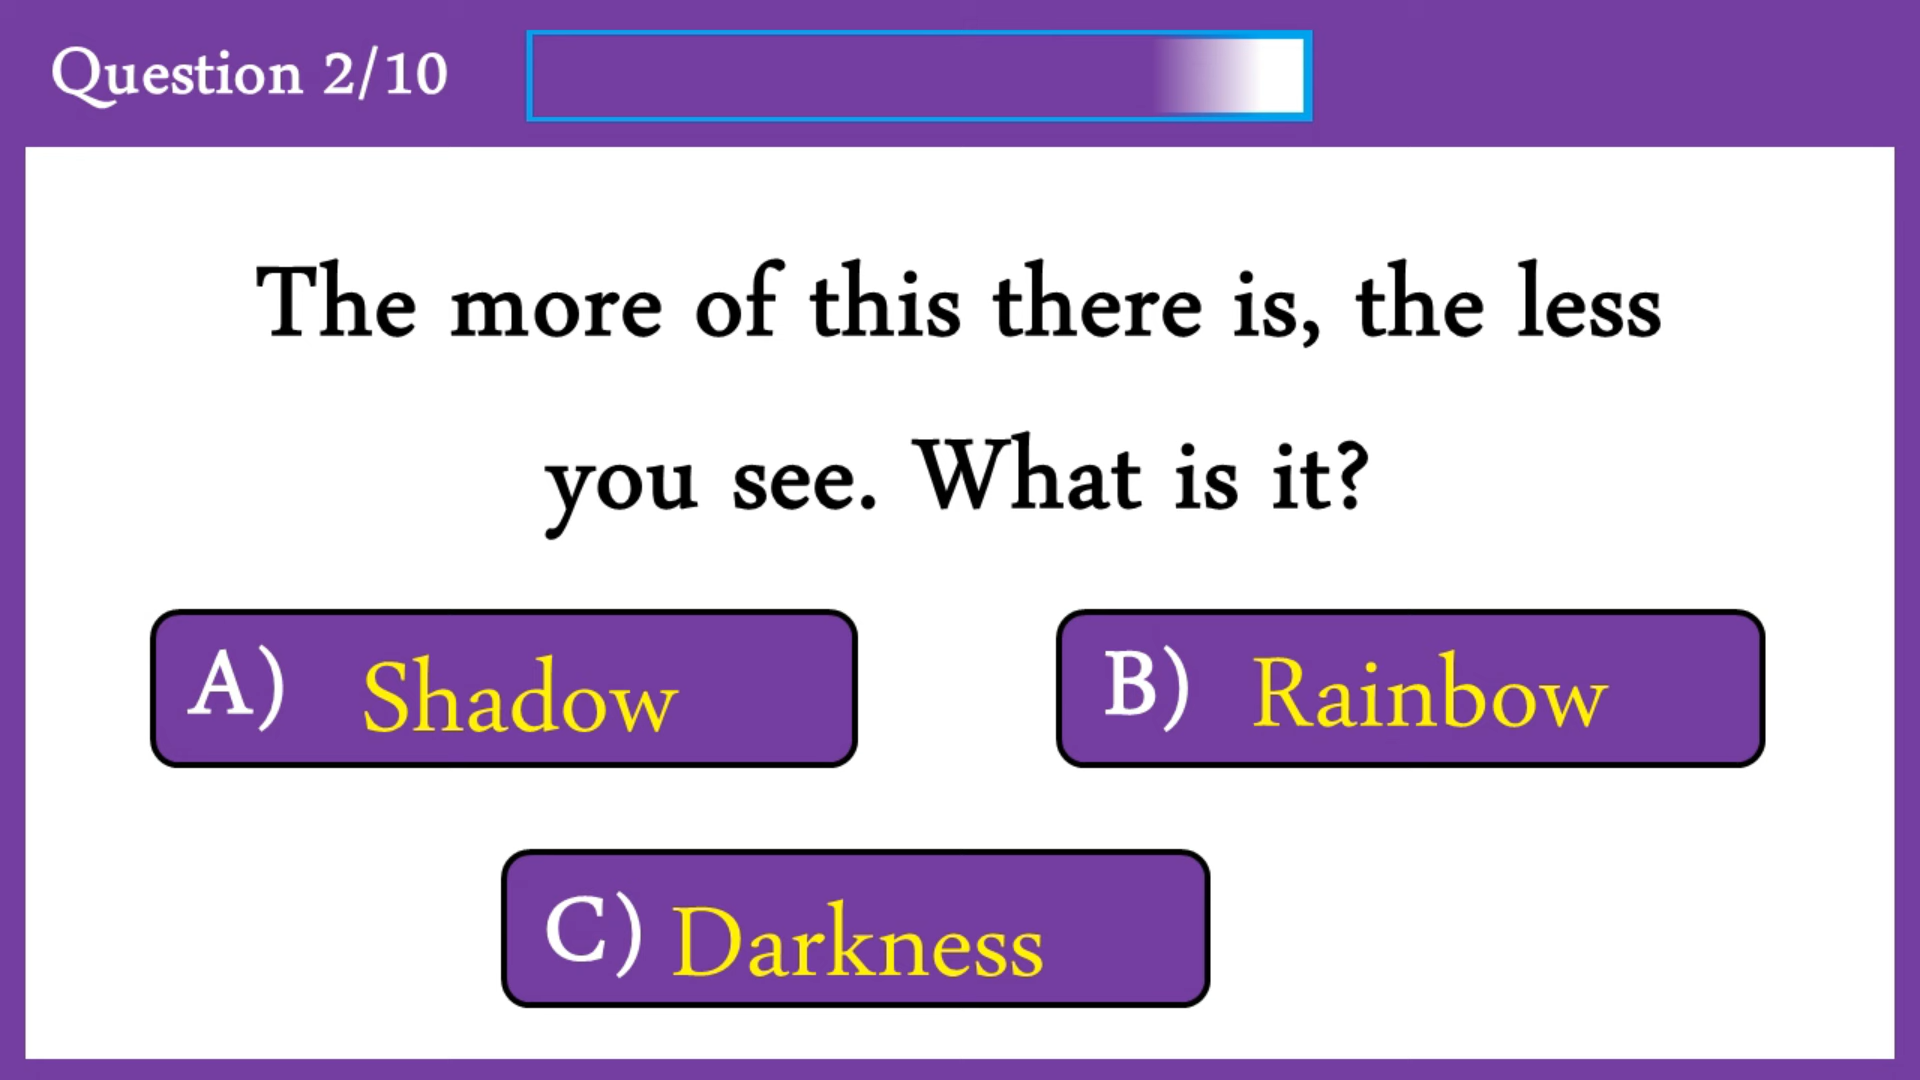 Question 2/10
The more of this there is, the less
you see. What is it?
A) Shadow
B) Rainbow
C) Darkness